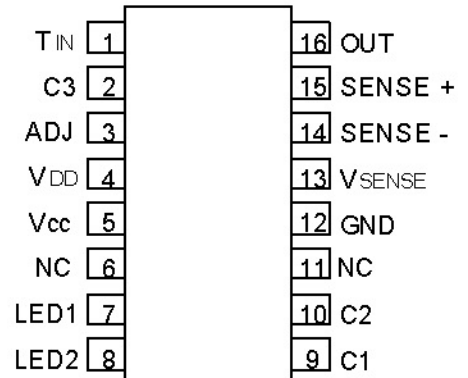 TIN 1 16 OUT
C3 2 15 SENSE +
ADJ 3 14 SENSE -
VDD 4 13 VSENSE
Vcc 5 12 GND
NC 6 11 NC
LED1 7 10 C2
LED2 8 9 C1